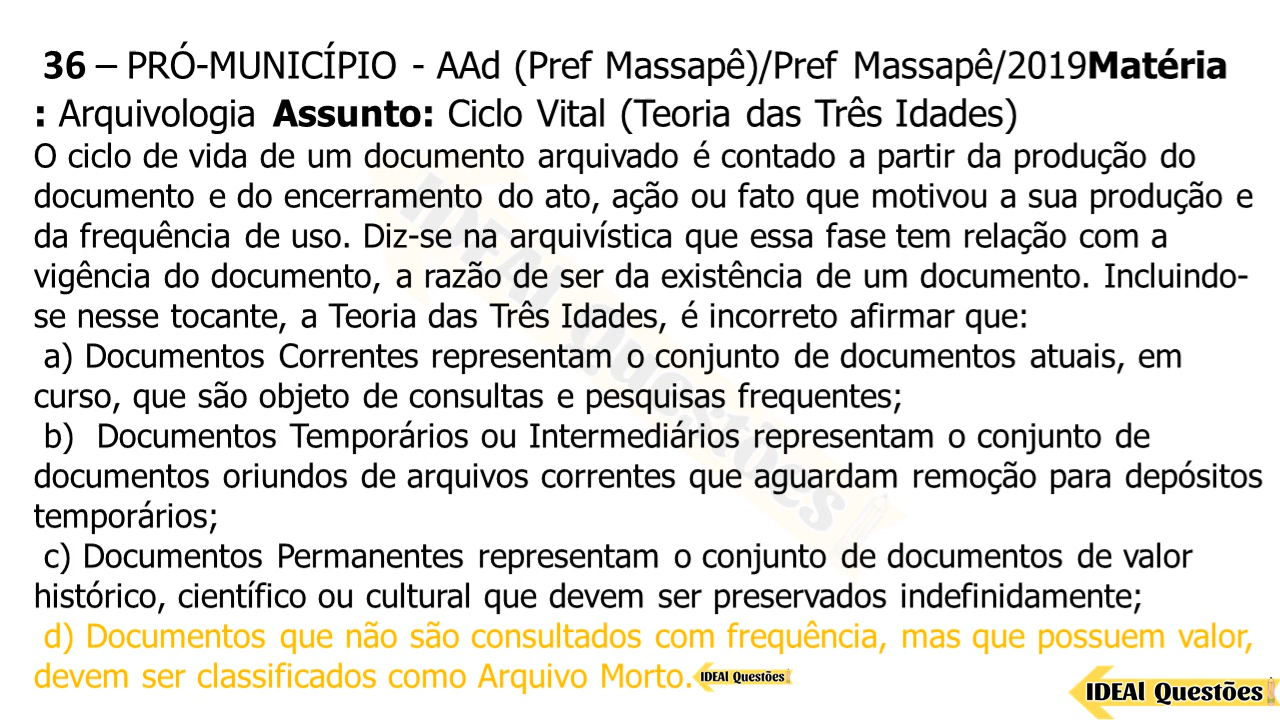 36 – PRÓ-MUNICÍPIO - AAd (Pref Massapê)/Pref Massapê/2019Matéria
: Arquivologia Assunto: Ciclo Vital (Teoria das Três Idades)
O ciclo de vida de um documento arquivado é contado a partir da produção do
documento e do encerramento do ato, ação ou fato que motivou a sua produção e
da frequência de uso. Diz-se na arquivística que essa fase tem relação com a
vigência do documento, a razão de ser da existência de um documento. Incluindo-
se nesse tocante, a Teoria das Três Idades, é incorreto afirmar que:
a) Documentos Correntes representam o conjunto de documentos atuais, em
curso, que são objeto de consultas e pesquisas frequentes;
b) Documentos Temporários ou Intermediários representam o conjunto de
documentos oriundos de arquivos correntes que aguardam remoção para depósitos
temporários;
c) Documentos Permanentes representam o conjunto de documentos de valor
histórico, científico ou cultural que devem ser preservados indefinidamente;
d) Documentos que não são consultados com frequência, mas que possuem valor,
devem ser classificados como Arquivo Morto.
IDEAl Questões
IDEAl Questões
IDEAl Questões